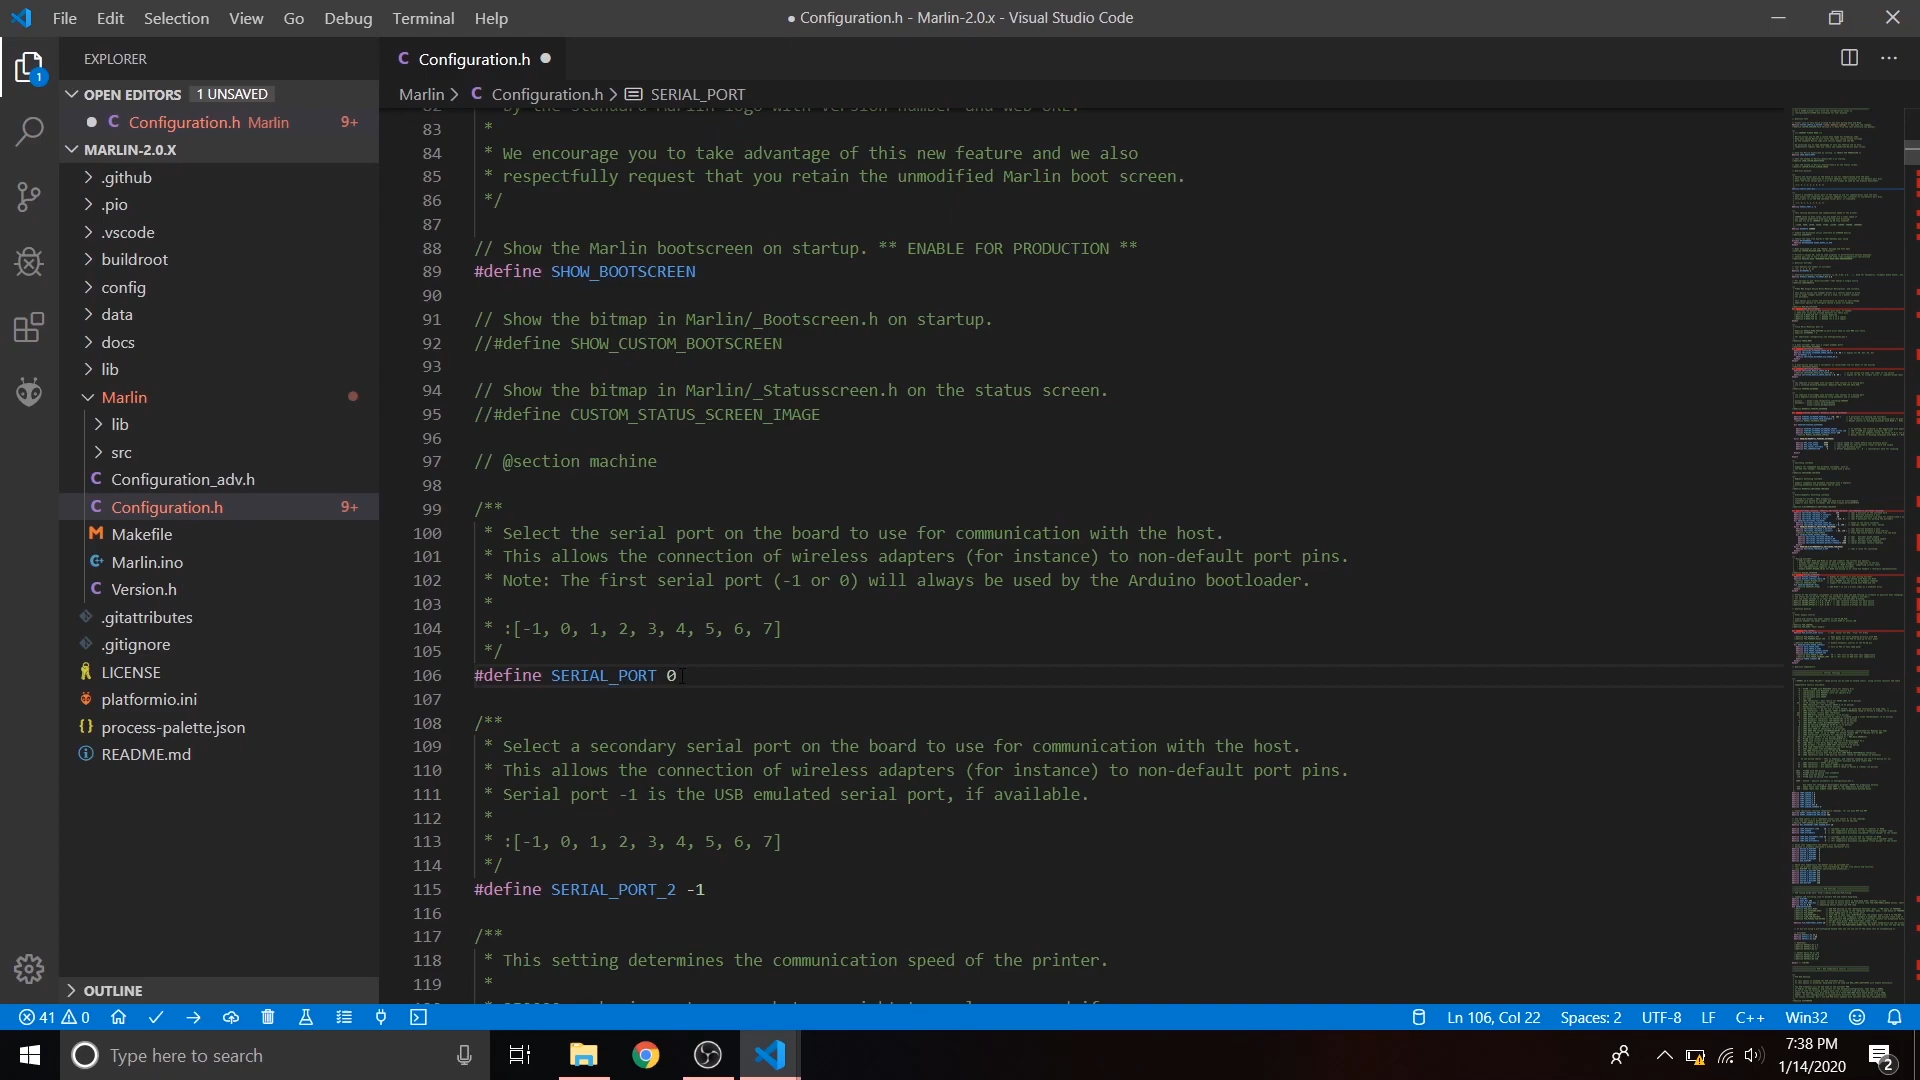 File Edit Selection View Go Debug Terminal Help
● Configuration.h - Marlin-2.0.x - Visual Studio Code
EXPLORER
OPEN EDITORS 1 UNSAVED
Configuration.h Marlin 9+
MARLIN-2.0.X
.github
.pio
.vscode
buildroot
config
data
docs
lib
Marlin
lib
src
Configuration_adv.h
Configuration.h 9+
Makefile
Marlin.ino
Version.h
.gitattributes
.gitignore
LICENSE
platformio.ini
process-palette.json
README.md
OUTLINE
Configuration.h
Marlin > Configuration.h > SERIAL_PORT
83 *
84 * We encourage you to take advantage of this new feature and we also
85 * respectfully request that you retain the unmodified Marlin boot screen.
86 */
87
88 // Show the Marlin bootscreen on startup. ** ENABLE FOR PRODUCTION **
89 #define SHOW_BOOTSCREEN
90
91 // Show the bitmap in Marlin/_Bootscreen.h on startup.
92 //#define SHOW_CUSTOM_BOOTSCREEN
93
94 // Show the bitmap in Marlin/_Statusscreen.h on the status screen.
95 //#define CUSTOM_STATUS_SCREEN_IMAGE
96
97 // @section machine
98
99 /**
100 * Select the serial port on the board to use for communication with the host.
101 * This allows the connection of wireless adapters (for instance) to non-default port pins.
102 * Note: The first serial port (-1 or 0) will always be used by the Arduino bootloader.
103 *
104 * :[-1, 0, 1, 2, 3, 4, 5, 6, 7]
105 */
106 #define SERIAL_PORT 0
107
108 /**
109 * Select a secondary serial port on the board to use for communication with the host.
110 * This allows the connection of wireless adapters (for instance) to non-default port pins.
111 * Serial port -1 is the USB emulated serial port, if available.
112 *
113 * :[-1, 0, 1, 2, 3, 4, 5, 6, 7]
114 */
115 #define SERIAL_PORT_2 -1
116
117 /**
118 * This setting determines the communication speed of the printer.
119 *
41 0
Ln 106, Col 22 Spaces: 2 UTF-8 LF C++ Win32
Type here to search
7:38 PM
1/14/2020
2